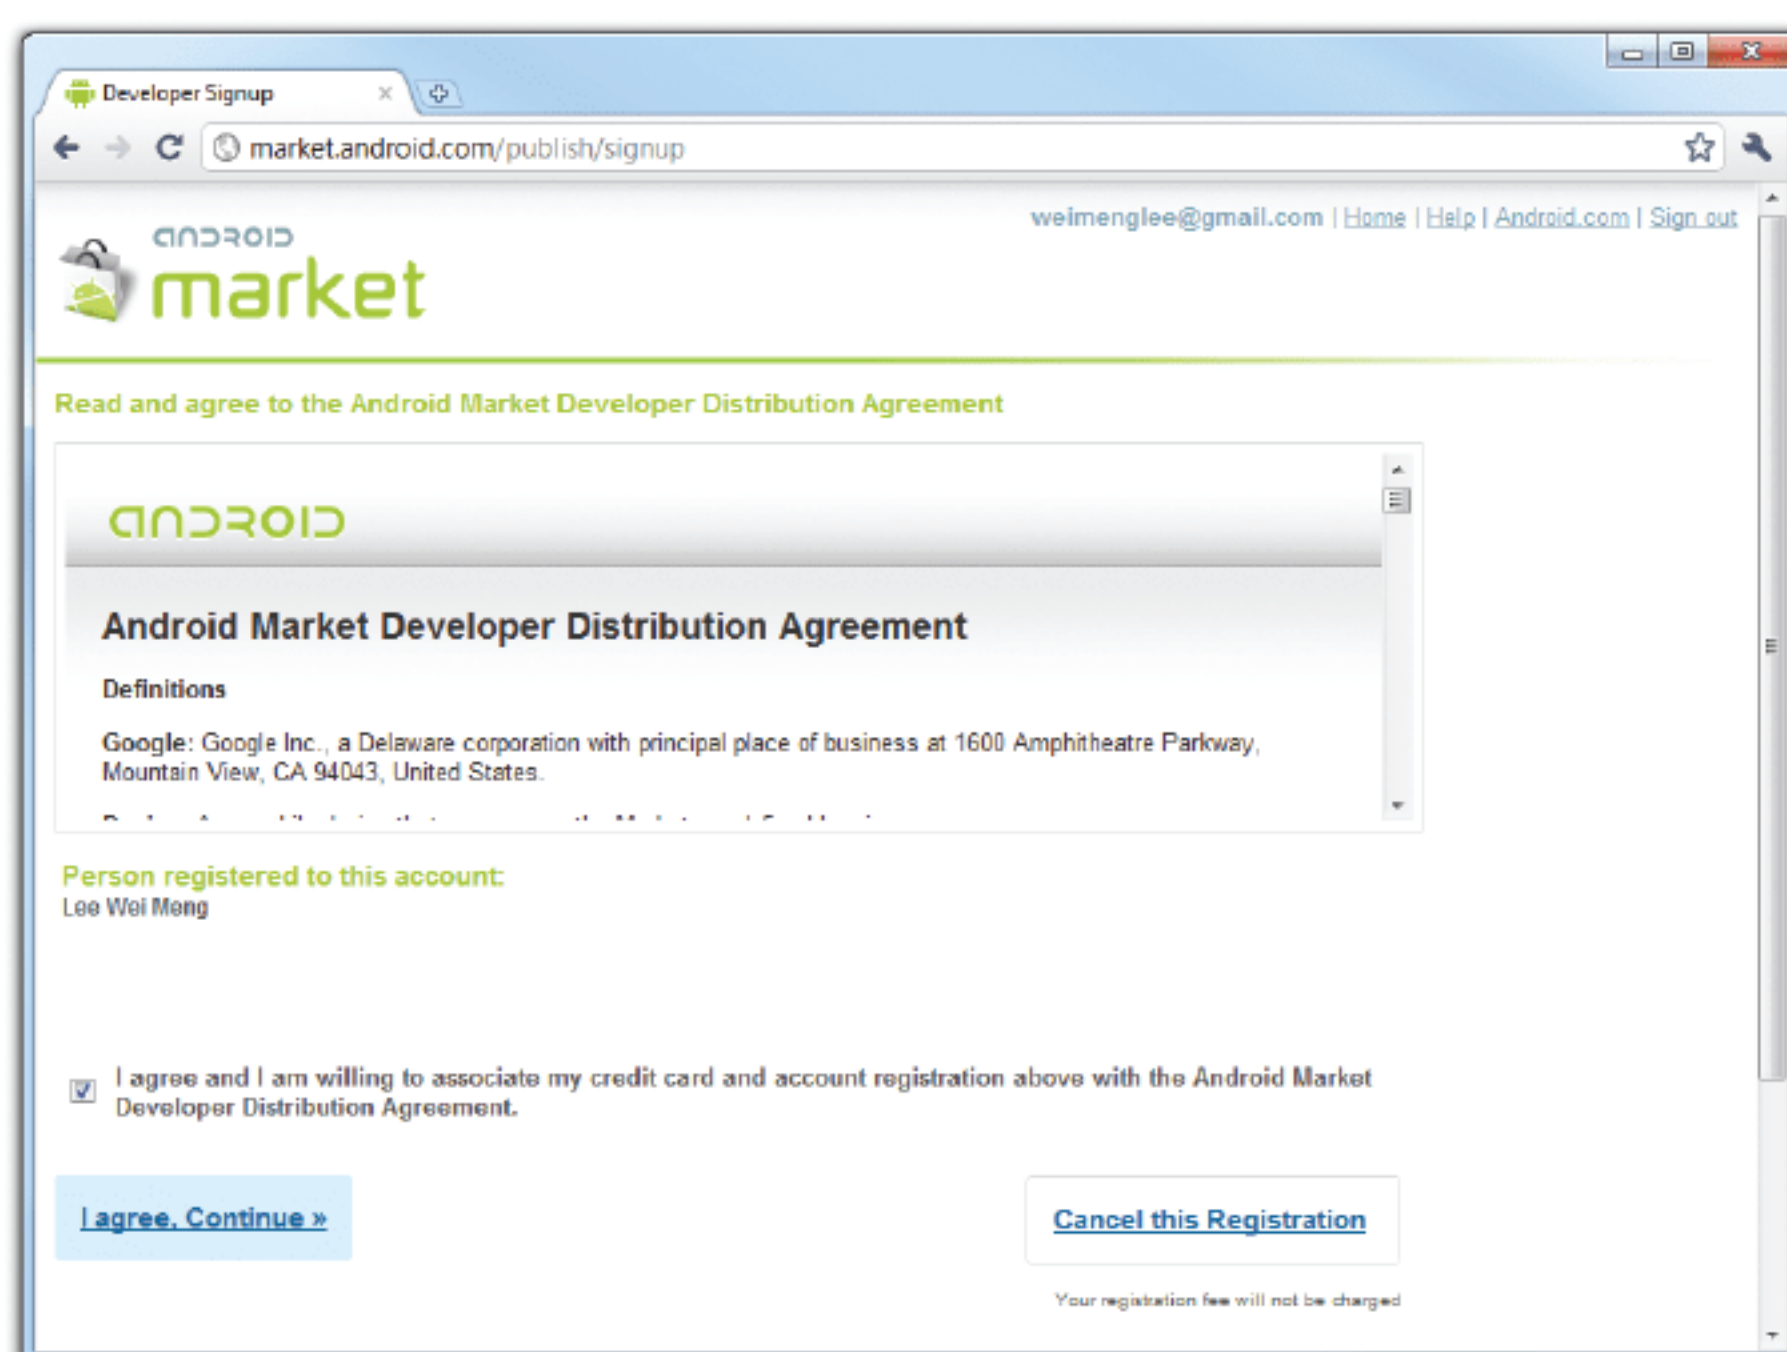 Developer Signup
market.android.com/publish/signup
weimenglee@gmail.com | Home | Help | Android.com | Sign out
android
market
Read and agree to the Android Market Developer Distribution Agreement
android
Android Market Developer Distribution Agreement
Definitions
Google: Google Inc., a Delaware corporation with principal place of business at 1600 Amphitheatre Parkway,
Mountain View, CA 94043, United States.
Person registered to this account:
Lee Wei Meng
I agree and I am willing to associate my credit card and account registration above with the Android Market
Developer Distribution Agreement.
I agree, Continue »
Cancel this Registration
Your registration fee will not be charged